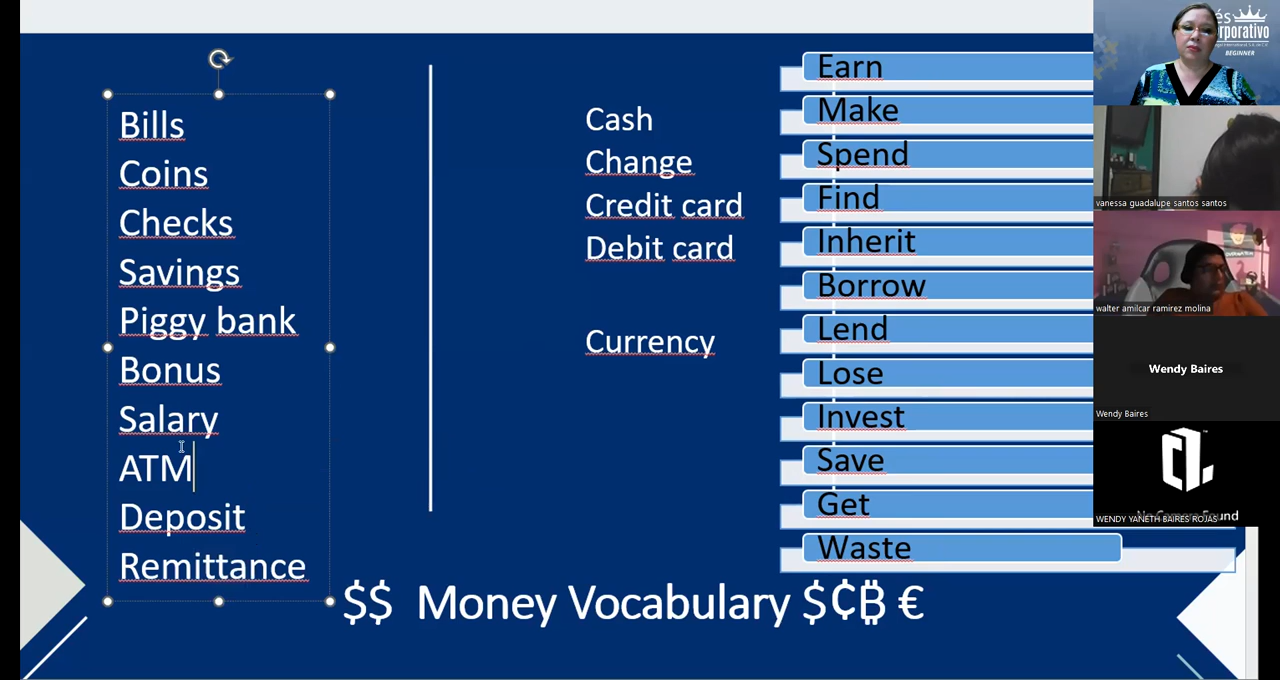 Bills
Coins
Checks
Savings
Piggy bank
Bonus
Salary
ATM
Deposit
Remittance
Cash
Change
Credit card
Debit card
Currency
Earn
Make
Spend
Find
Inherit
Borrow
Lend
Lose
Invest
Save
Get
Waste
$$ Money Vocabulary $₵₿ €
és
rporativo
BEGINNER
vanessa guadalupe santos santos
walter amilcar ramirez molina
Wendy Baires
Wendy Baires
WENDY YANETH BAIRES ROJAS